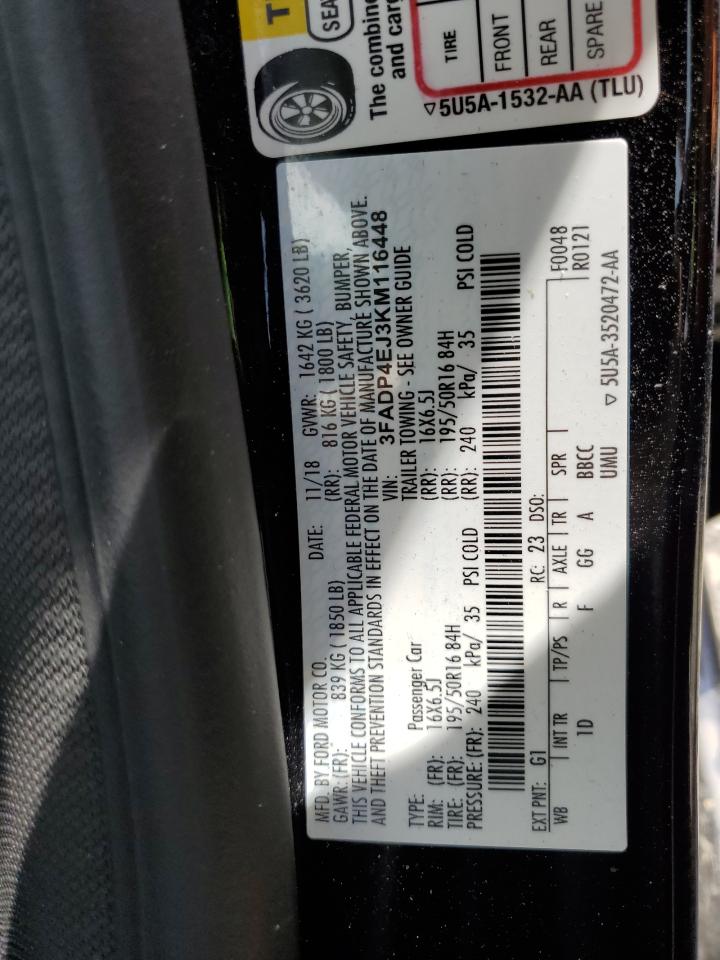 T
SEA
The combine
and carg
TIRE
FRONT
REAR
SPARE
▽5U5A-1532-AA (TLU)
MFD. BY FORD MOTOR CO. DATE: 11/18 GVWR: 1642 KG ( 3620 LB)
GAWR: (FR): 839 KG ( 1850 LB) (RR): 816 KG ( 1800 LB)
THIS VEHICLE CONFORMS TO ALL APPLICABLE FEDERAL MOTOR VEHICLE SAFETY, BUMPER,
AND THEFT PREVENTION STANDARDS IN EFFECT ON THE DATE OF MANUFACTURE SHOWN ABOVE.
VIN: 3FADP4EJ3KM116448
TYPE: Passenger Car TRAILER TOWING - SEE OWNER GUIDE
RIM: (FR): 16X6.5J (RR): 16X6.5J
TIRE: (FR): 195/50R16 84H (RR): 195/50R16 84H
PRESSURE: (FR): 240 kPa/ 35 PSI COLD (RR): 240 kPa/ 35 PSI COLD
EXT PNT: G1 RC: 23 DSO: F0048
WB INT TR TP/PS R AXLE TR SPR R0121
1D F GG A BBCC
UMU ▽ 5U5A-3520472-AA